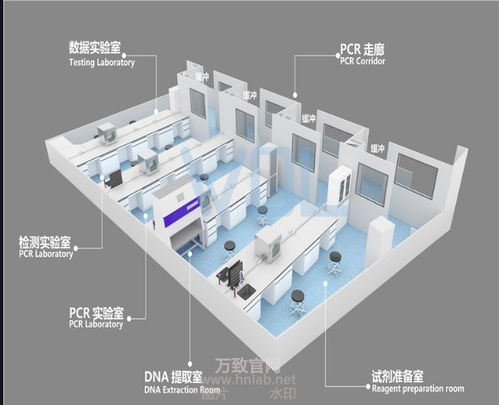 数据实验室
Testing Laboratory
PCR 走廊
PCR Corridor
缓冲
缓冲
缓冲
缓冲
检测实验室
PCR Laboratory
PCR 实验室
PCR Laboratory
DNA 提取室
DNA Extraction Room
试剂准备室
Reagent preparation room
万致官网
www.hnlab.net
图片 水印